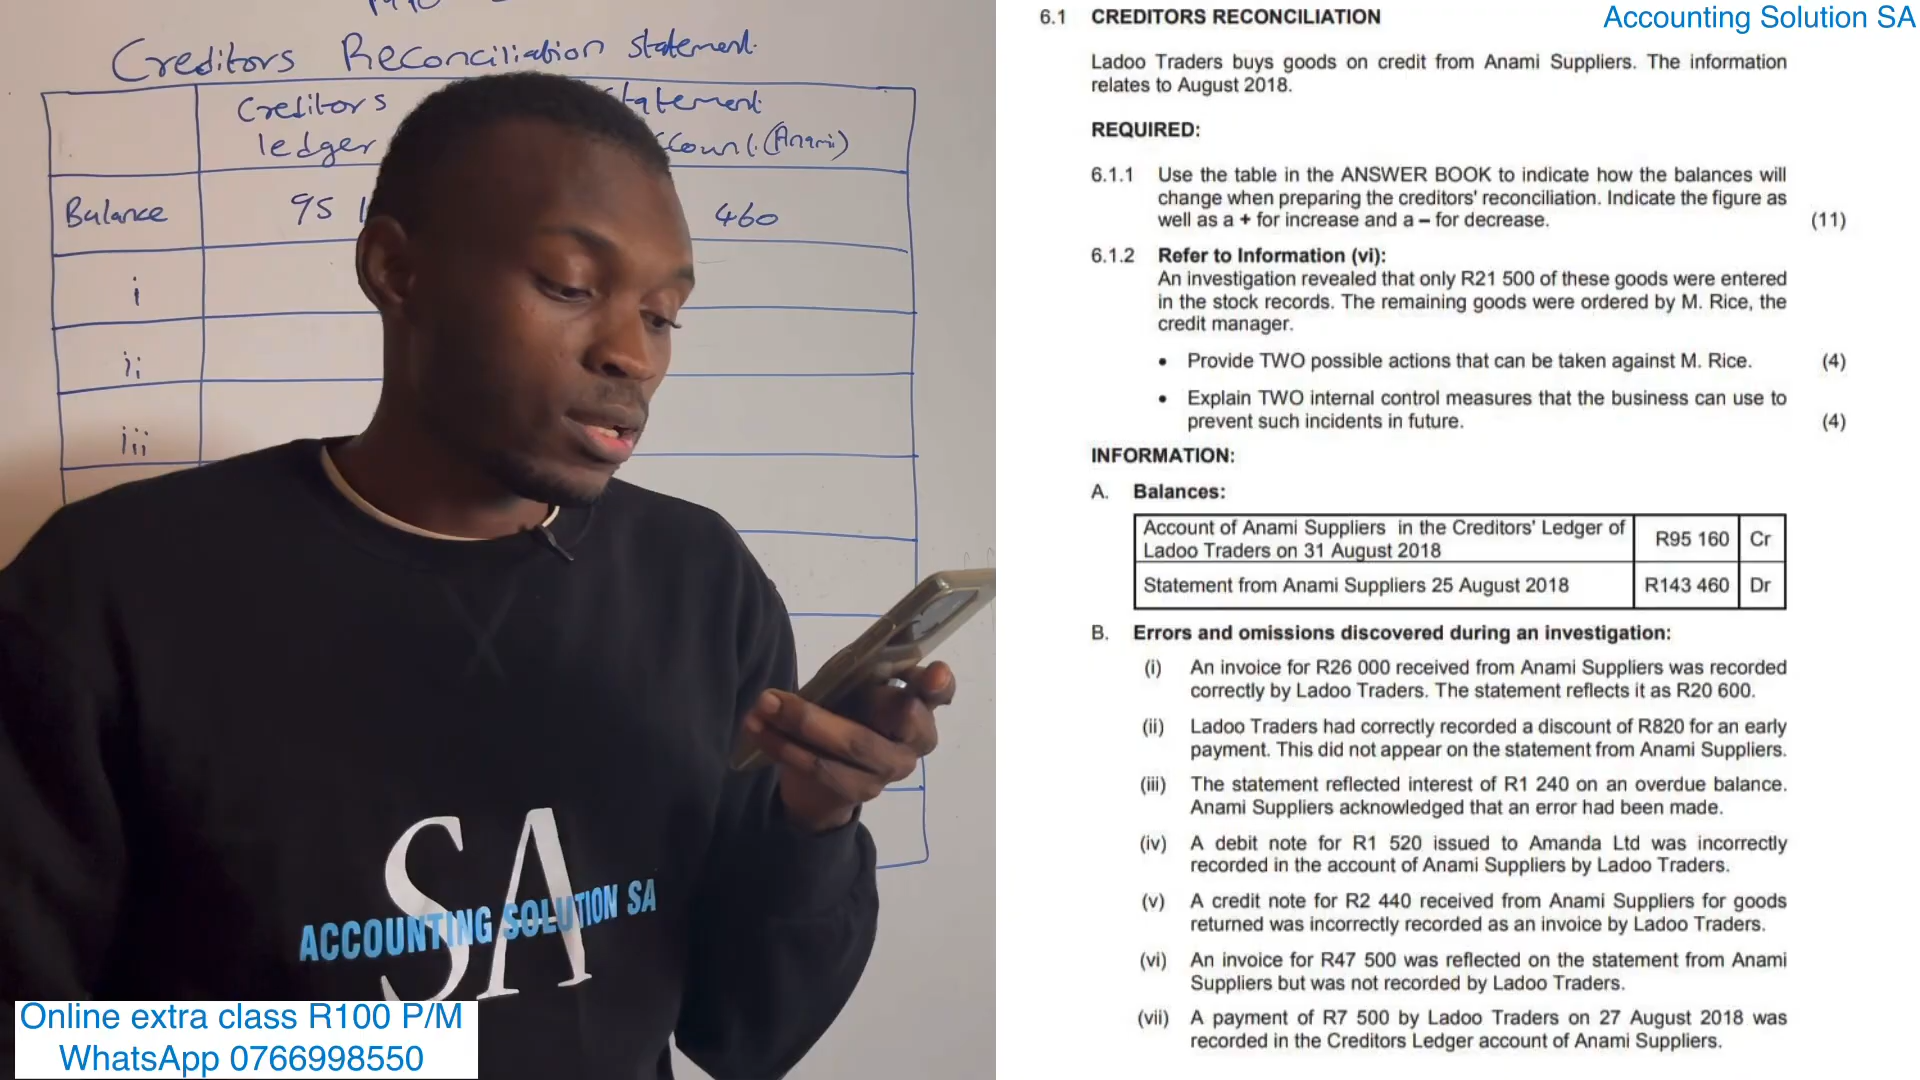 Creditors Reconciliation statement.
Creditors
ledger
Statement
(Anami)
Balance
95 1
460
i
ii
iii
SA
ACCOUNTING SOLUTION SA
Online extra class R100 P/M
WhatsApp 0766998550
Accounting Solution SA
6.1 CREDITORS RECONCILIATION
Ladoo Traders buys goods on credit from Anami Suppliers. The information
relates to August 2018.
REQUIRED:
6.1.1 Use the table in the ANSWER BOOK to indicate how the balances will
change when preparing the creditors' reconciliation. Indicate the figure as
well as a + for increase and a – for decrease. (11)
6.1.2 Refer to Information (vi):
An investigation revealed that only R21 500 of these goods were entered
in the stock records. The remaining goods were ordered by M. Rice, the
credit manager.
• Provide TWO possible actions that can be taken against M. Rice. (4)
• Explain TWO internal control measures that the business can use to
prevent such incidents in future. (4)
INFORMATION:
A. Balances:
Account of Anami Suppliers in the Creditors' Ledger of
Ladoo Traders on 31 August 2018 R95 160 Cr
Statement from Anami Suppliers 25 August 2018 R143 460 Dr
B. Errors and omissions discovered during an investigation:
(i) An invoice for R26 000 received from Anami Suppliers was recorded
correctly by Ladoo Traders. The statement reflects it as R20 600.
(ii) Ladoo Traders had correctly recorded a discount of R820 for an early
payment. This did not appear on the statement from Anami Suppliers.
(iii) The statement reflected interest of R1 240 on an overdue balance.
Anami Suppliers acknowledged that an error had been made.
(iv) A debit note for R1 520 issued to Amanda Ltd was incorrectly
recorded in the account of Anami Suppliers by Ladoo Traders.
(v) A credit note for R2 440 received from Anami Suppliers for goods
returned was incorrectly recorded as an invoice by Ladoo Traders.
(vi) An invoice for R47 500 was reflected on the statement from Anami
Suppliers but was not recorded by Ladoo Traders.
(vii) A payment of R7 500 by Ladoo Traders on 27 August 2018 was
recorded in the Creditors Ledger account of Anami Suppliers.